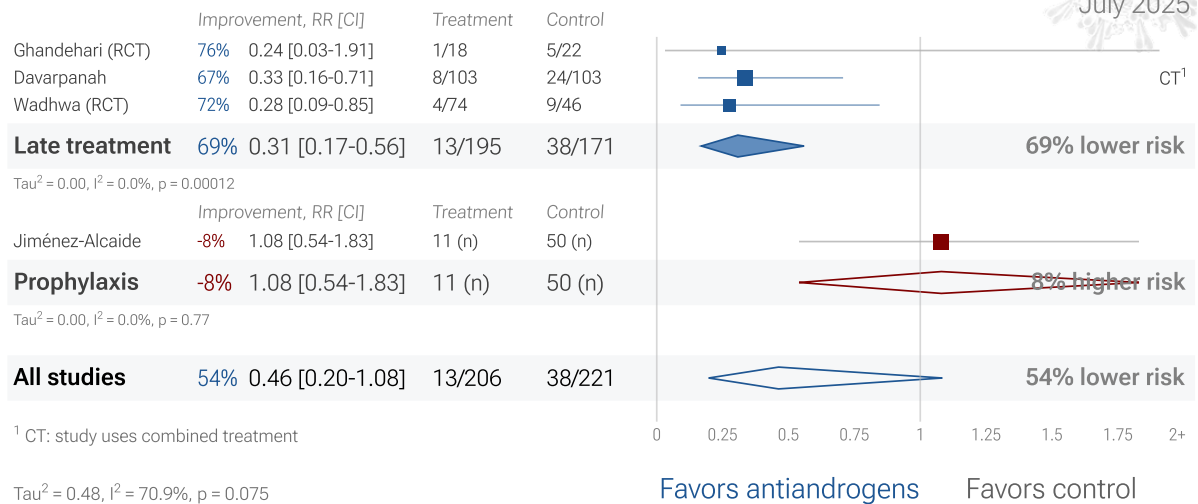 July 2025
Improvement, RR [CI] Treatment Control
Ghandehari (RCT) 76% 0.24 [0.03-1.91] 1/18 5/22
Davarpanah 67% 0.33 [0.16-0.71] 8/103 24/103 CT¹
Wadhwa (RCT) 72% 0.28 [0.09-0.85] 4/74 9/46
Late treatment 69% 0.31 [0.17-0.56] 13/195 38/171 69% lower risk
Tau² = 0.00, I² = 0.0%, p = 0.00012
Improvement, RR [CI] Treatment Control
Jiménez-Alcaide -8% 1.08 [0.54-1.83] 11 (n) 50 (n)
Prophylaxis -8% 1.08 [0.54-1.83] 11 (n) 50 (n) 8% higher risk
Tau² = 0.00, I² = 0.0%, p = 0.77
All studies 54% 0.46 [0.20-1.08] 13/206 38/221 54% lower risk
¹ CT: study uses combined treatment 0 0.25 0.5 0.75 1 1.25 1.5 1.75 2+
Tau² = 0.48, I² = 70.9%, p = 0.075 Favors antiandrogens Favors control